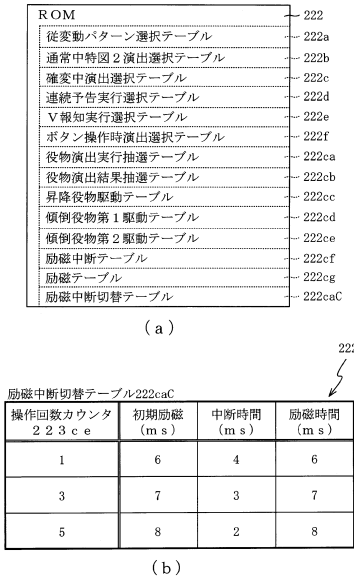 ROM 222
従変動パターン選択テーブル 222a
通常中特図2演出選択テーブル 222b
確変中演出選択テーブル 222c
連続予告実行選択テーブル 222d
V報知実行選択テーブル 222e
ボタン操作時演出選択テーブル 222f
役物演出実行抽選テーブル 222ca
役物演出結果抽選テーブル 222cb
昇降役物駆動テーブル 222cc
傾倒役物第1駆動テーブル 222cd
傾倒役物第2駆動テーブル 222ce
励磁中断テーブル 222cf
励磁テーブル 222cg
励磁中断切替テーブル 222caC
(a)
222
励磁中断切替テーブル222caC
操作回数カウンタ 223ce 初期励磁 (ms) 中断時間 (ms) 励磁時間 (ms)
1 6 4 6
3 7 3 7
5 8 2 8
(b)